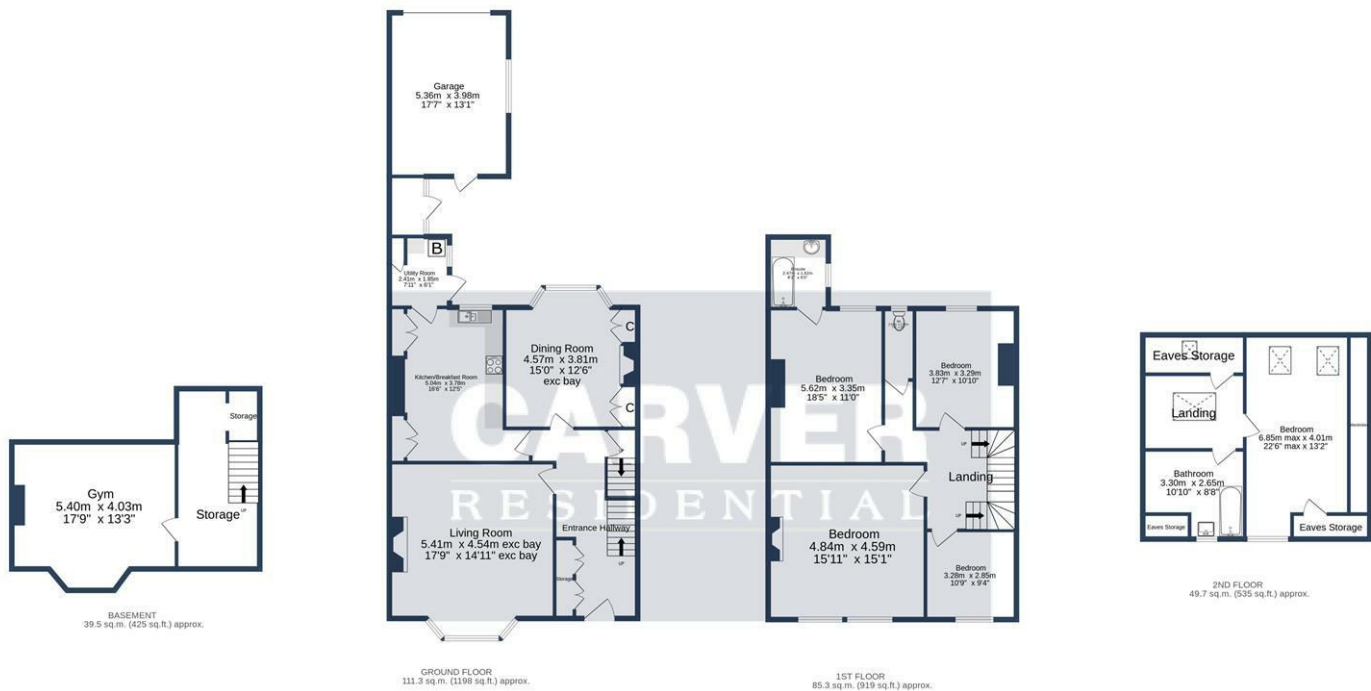 Garage
5.36m x 3.98m
17'7" x 13'1"
B
Utility Room
2.41m x 1.85m
7'11" x 6'1"
Kitchen/Breakfast Room
5.04m x 3.78m
16'6" x 12'5"
Dining Room
4.57m x 3.81m
15'0" x 12'6"
exc bay
C
C
Living Room
5.41m x 4.54m exc bay
17'9" x 14'11" exc bay
Entrance Hallway
UP
Storage
GROUND FLOOR
111.3 sq.m. (1198 sq.ft.) approx.
Gym
5.40m x 4.03m
17'9" x 13'3"
Storage
Storage
UP
BASEMENT
39.5 sq.m. (425 sq.ft.) approx.
CARVER
RESIDENTIAL
Ensuite
Bedroom
5.62m x 3.35m
18'5" x 11'0"
Bedroom
3.83m x 3.29m
12'7" x 10'10"
UP
Landing
UP
Bedroom
4.84m x 4.59m
15'11" x 15'1"
Bedroom
3.28m x 2.85m
10'9" x 9'4"
1ST FLOOR
85.3 sq.m. (919 sq.ft.) approx.
Eaves Storage
Landing
Bedroom
6.85m max x 4.01m
22'6" max x 13'2"
Bathroom
3.30m x 2.65m
10'10" x 8'8"
Eaves Storage
Eaves Storage
2ND FLOOR
49.7 sq.m. (535 sq.ft.) approx.